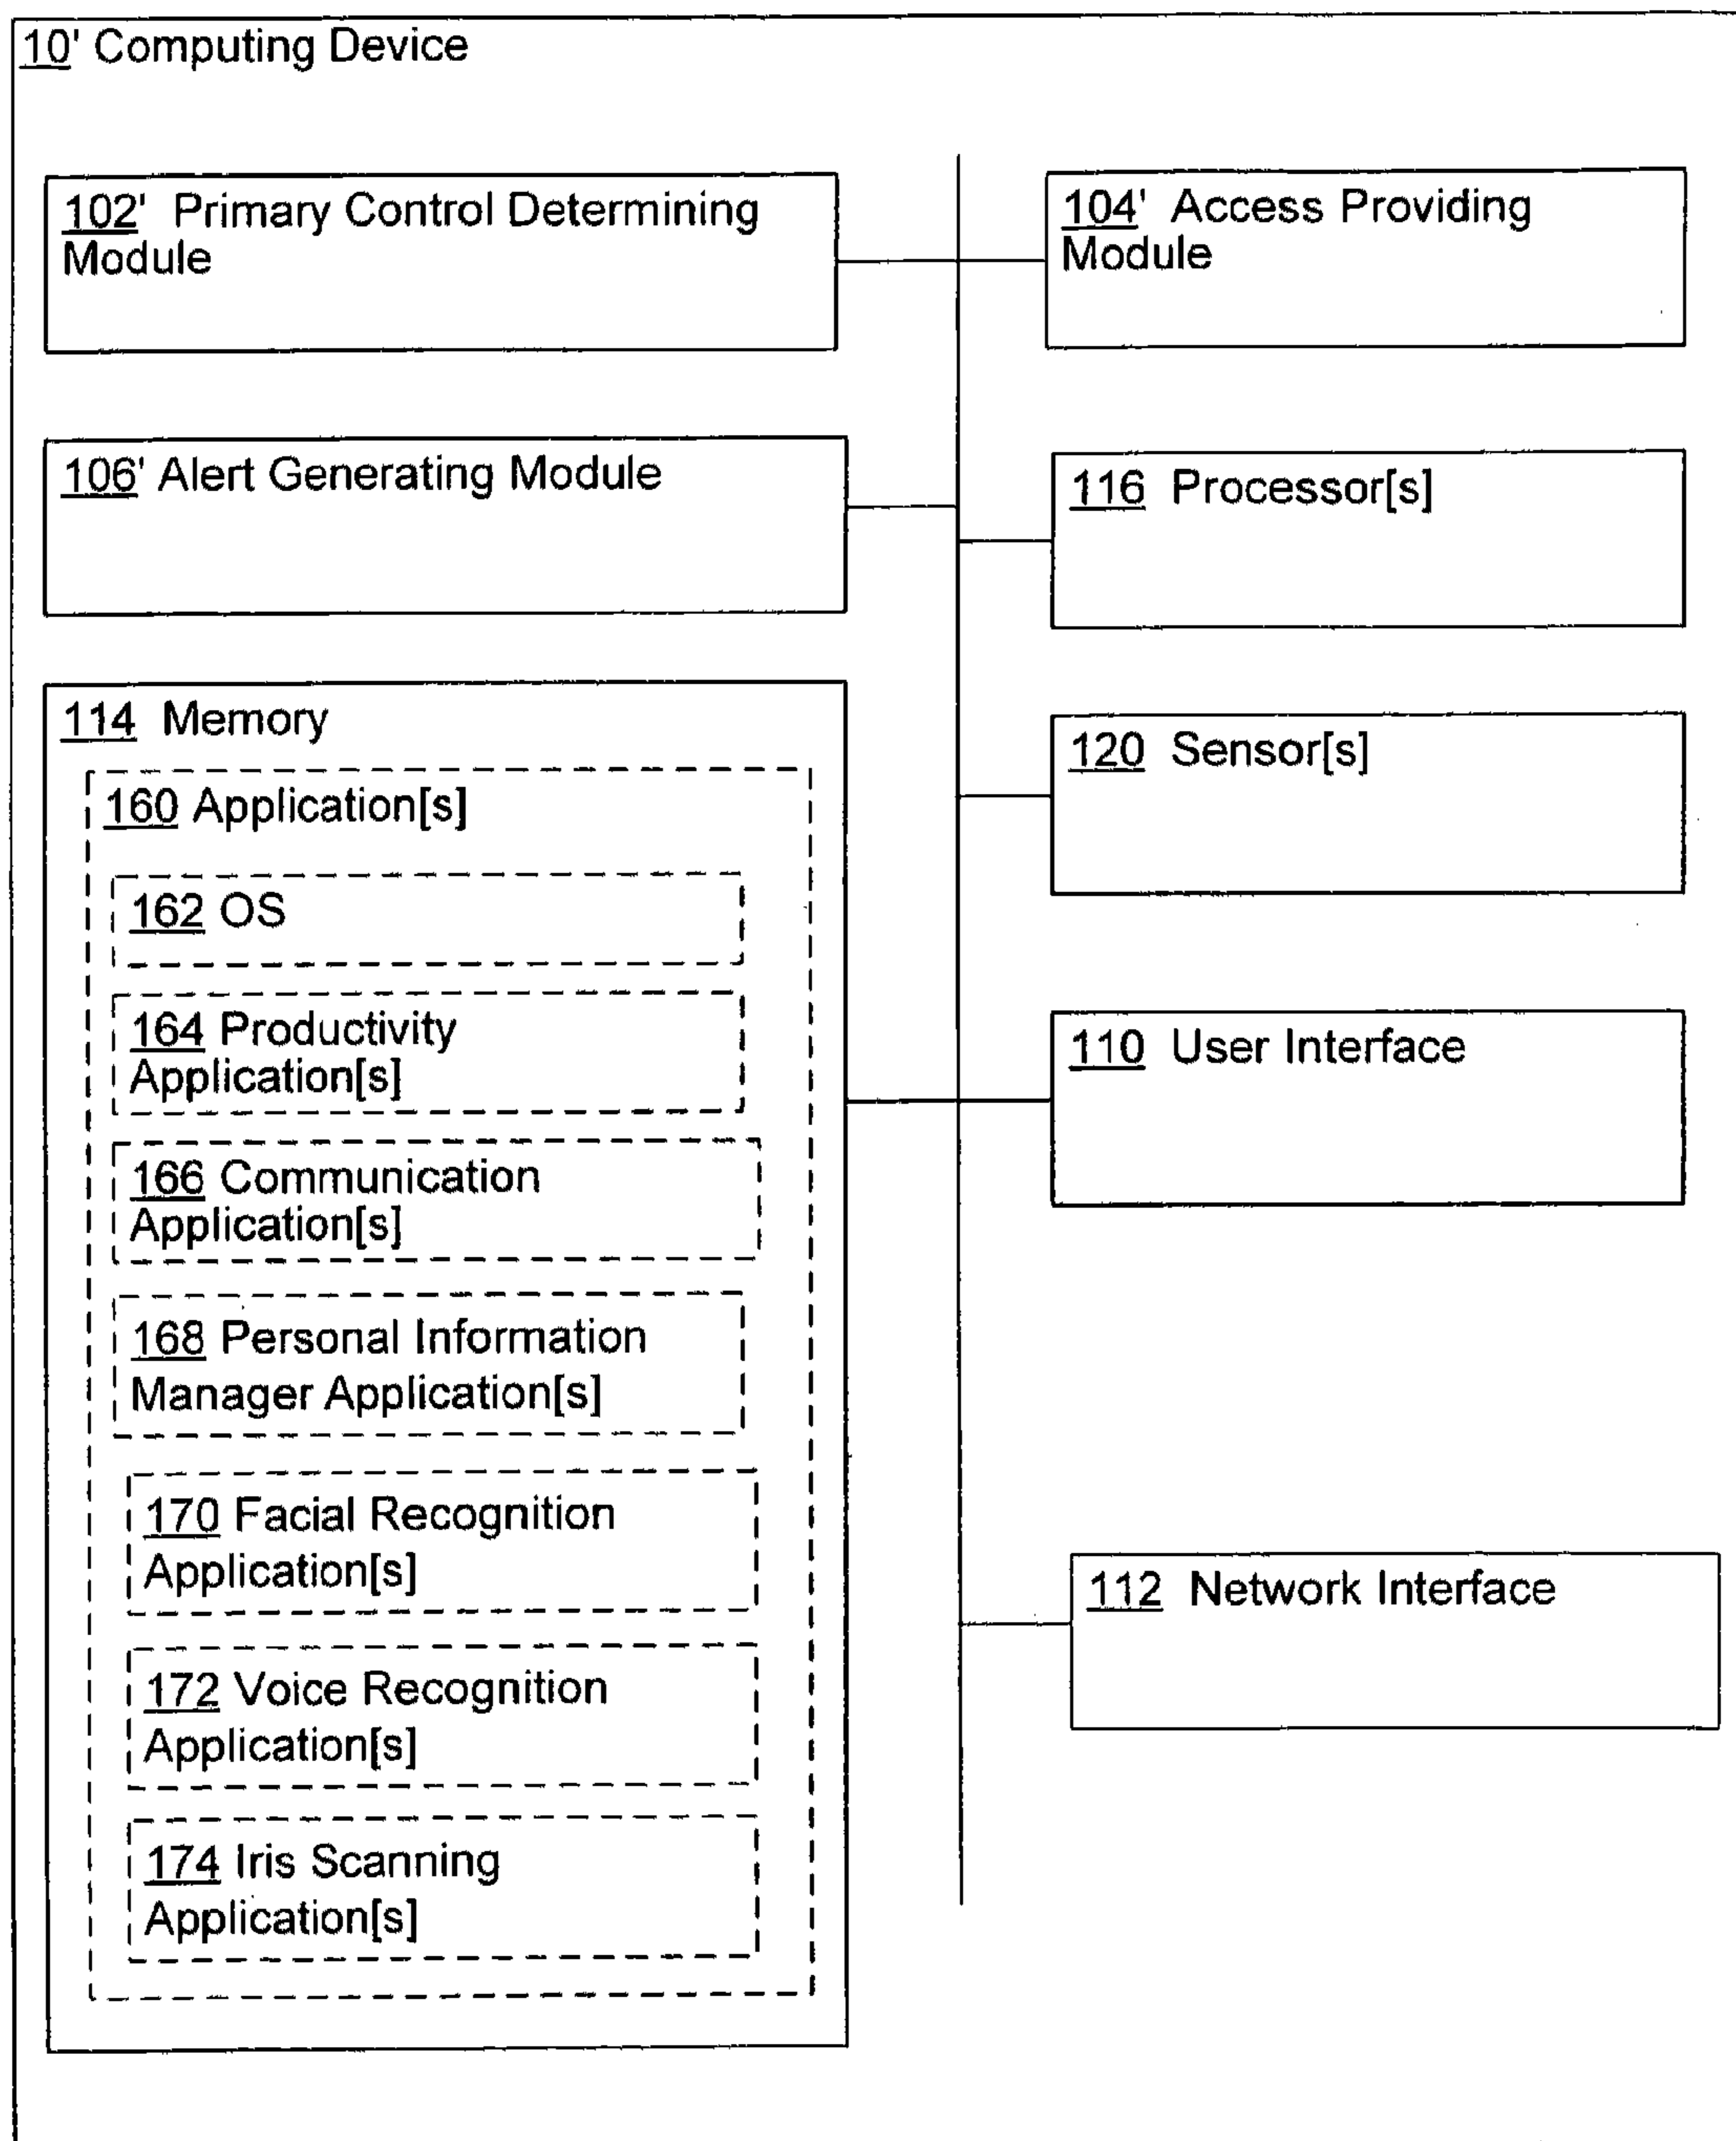 10' Computing Device
102' Primary Control Determining
Module
104' Access Providing
Module
106' Alert Generating Module
116 Processor[s]
114 Memory
120 Sensor[s]
160 Application[s]
162 OS
164 Productivity
Application[s]
110 User Interface
166 Communication
Application[s]
168 Personal Information
Manager Application[s]
170 Facial Recognition
Application[s]
112 Network Interface
172 Voice Recognition
Application[s]
174 Iris Scanning
Application[s]